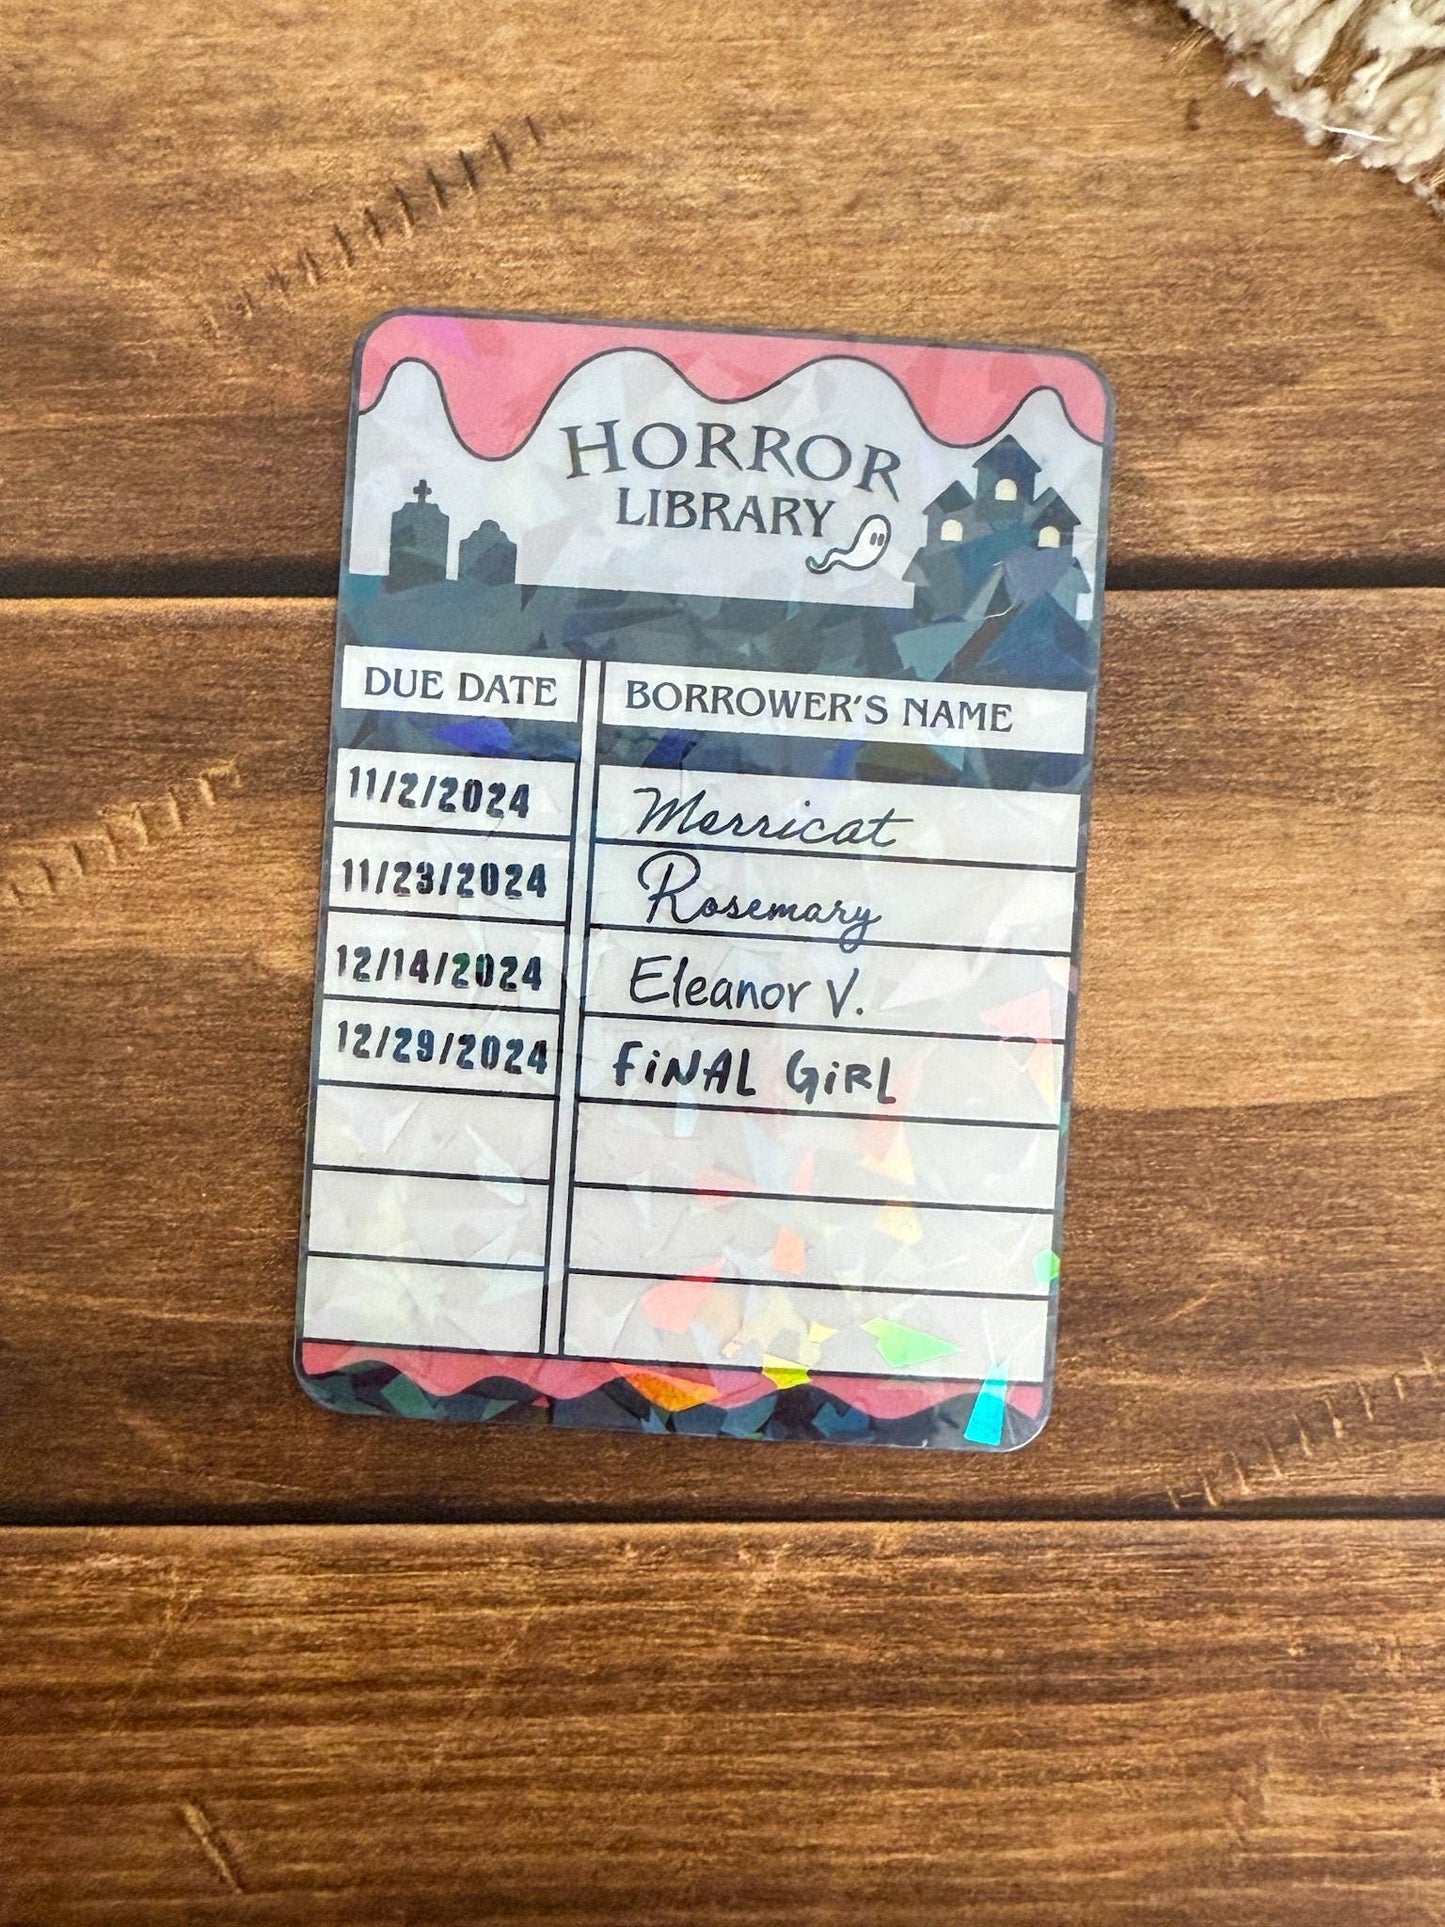 HORROR
LIBRARY
DUE DATE BORROWER'S NAME
11/2/2024 Merricat
11/23/2024 Rosemary
12/14/2024 Eleanor V.
12/29/2024 FiNAL GiRL